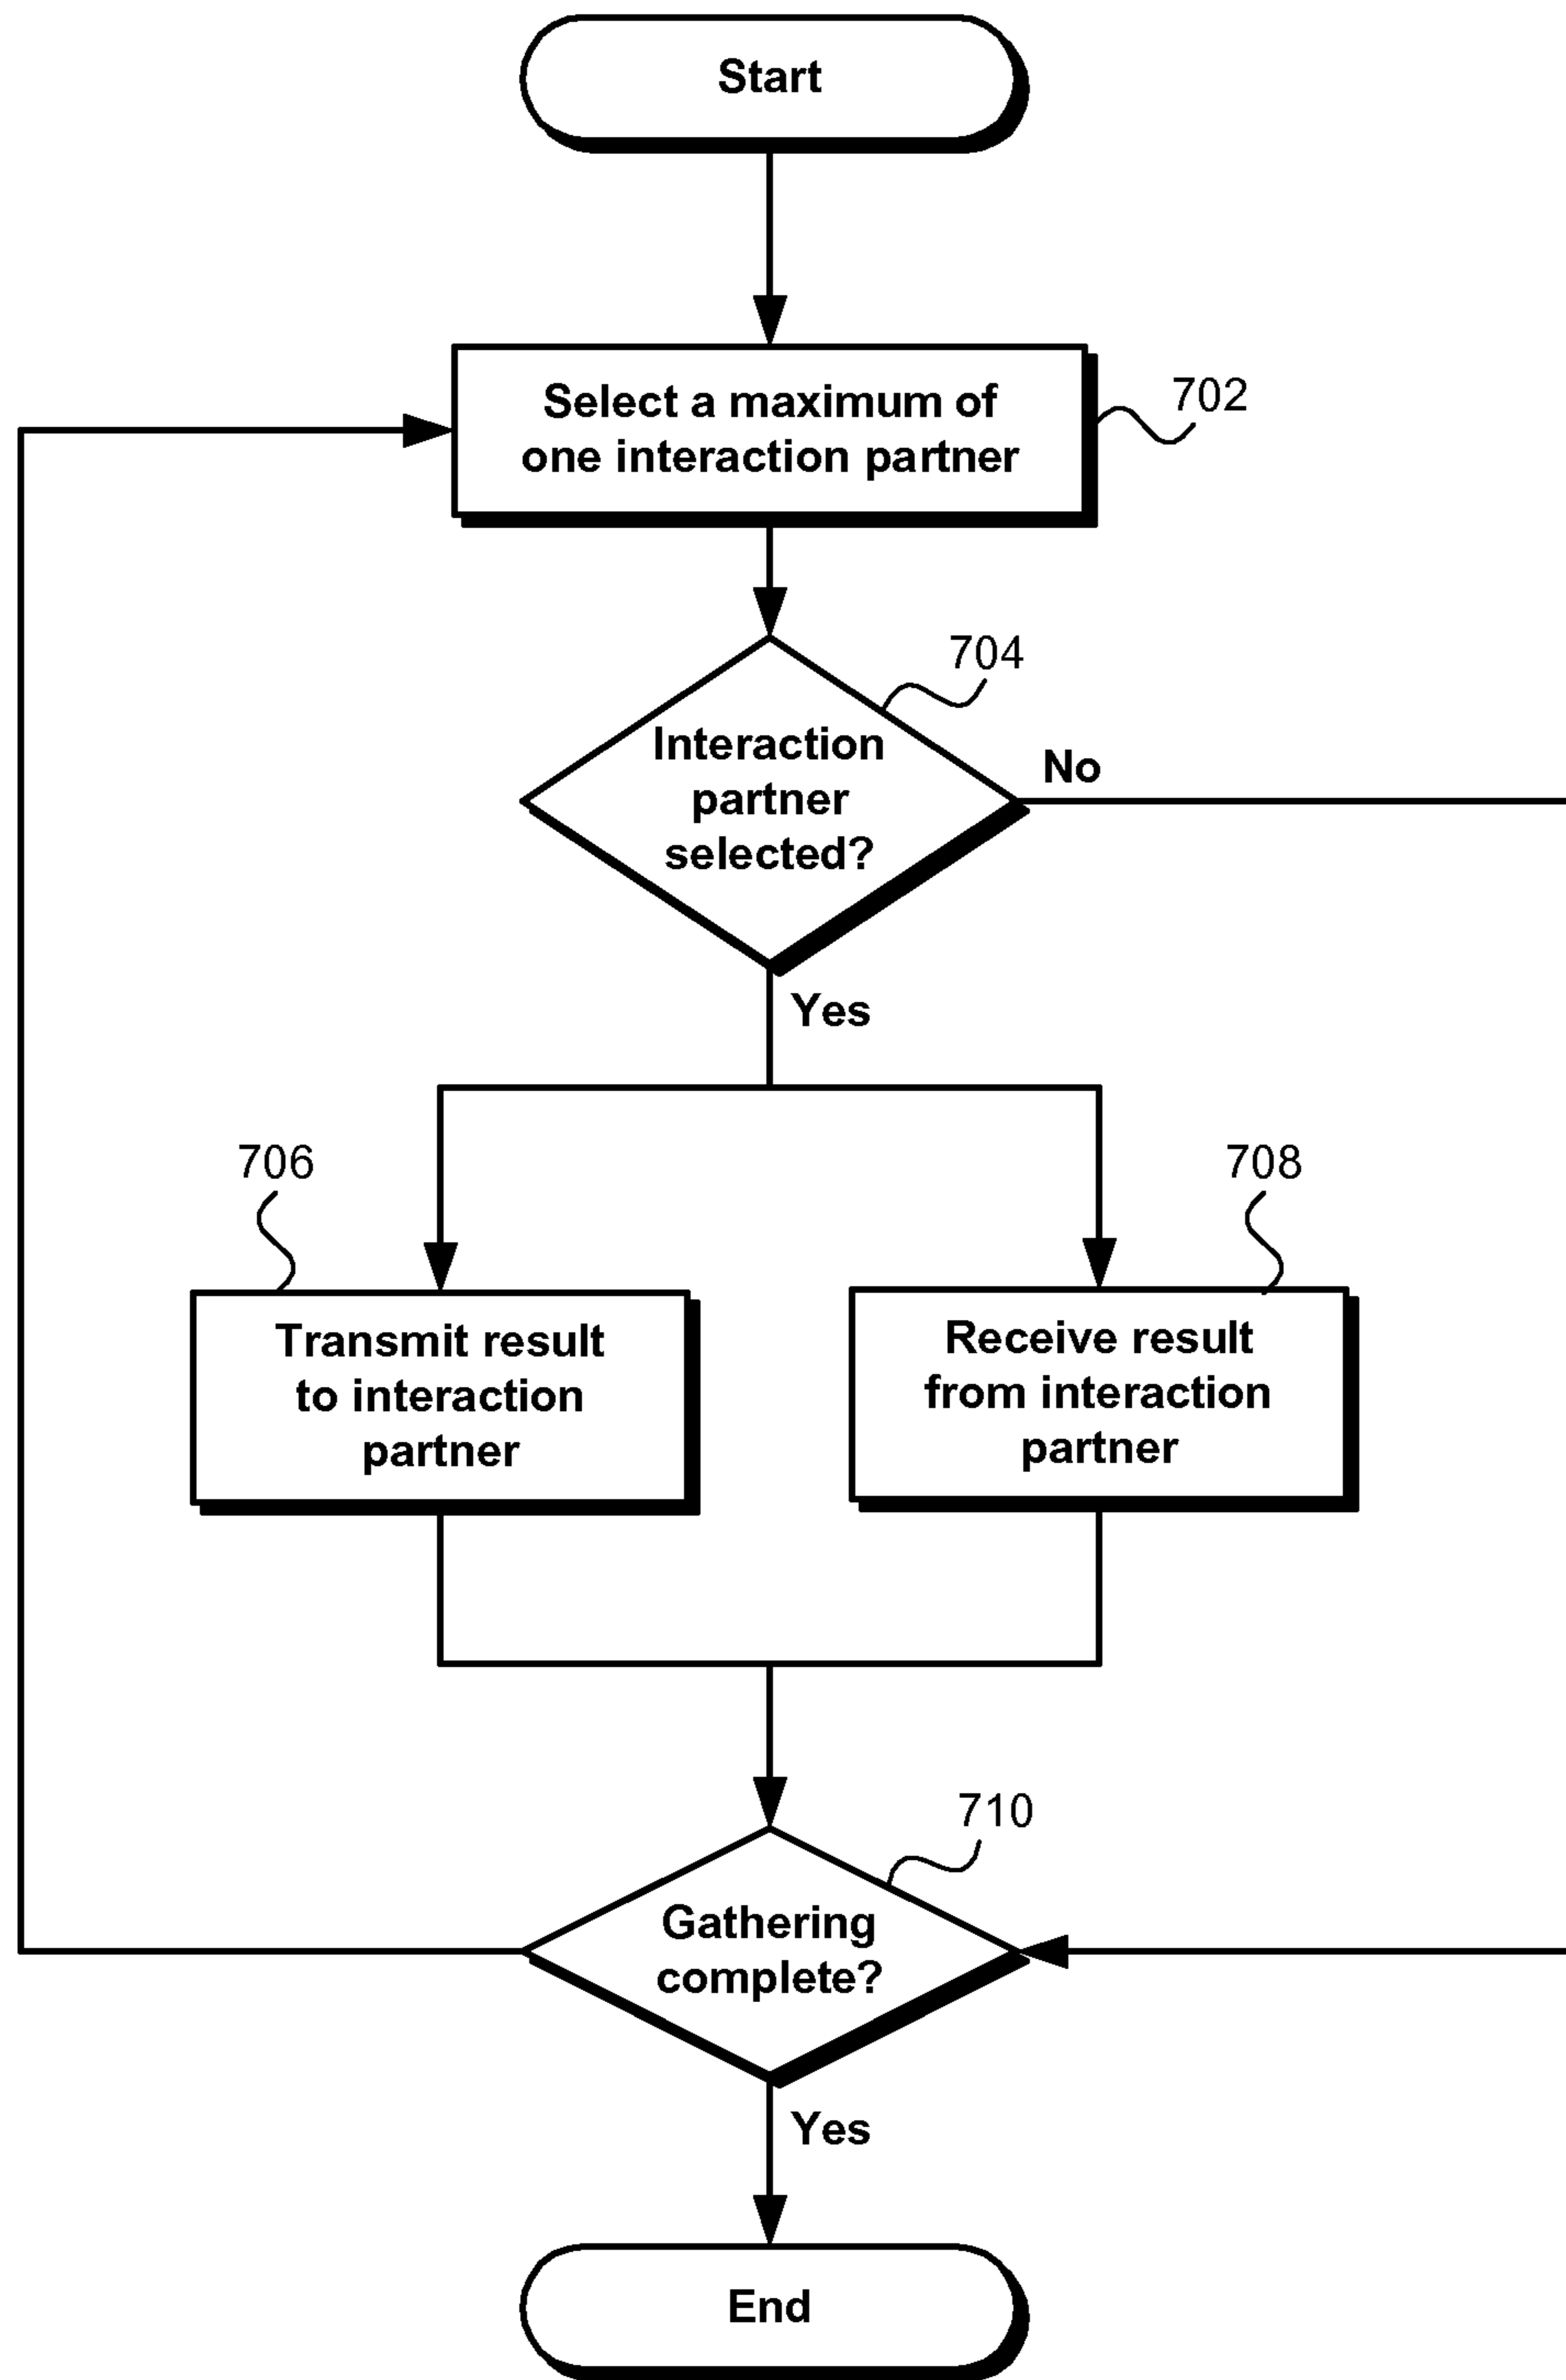 Start
Select a maximum of
one interaction partner
702
704
Interaction
partner
selected?
No
Yes
706
708
Transmit result
to interaction
partner
Receive result
from interaction
partner
710
Gathering
complete?
Yes
End